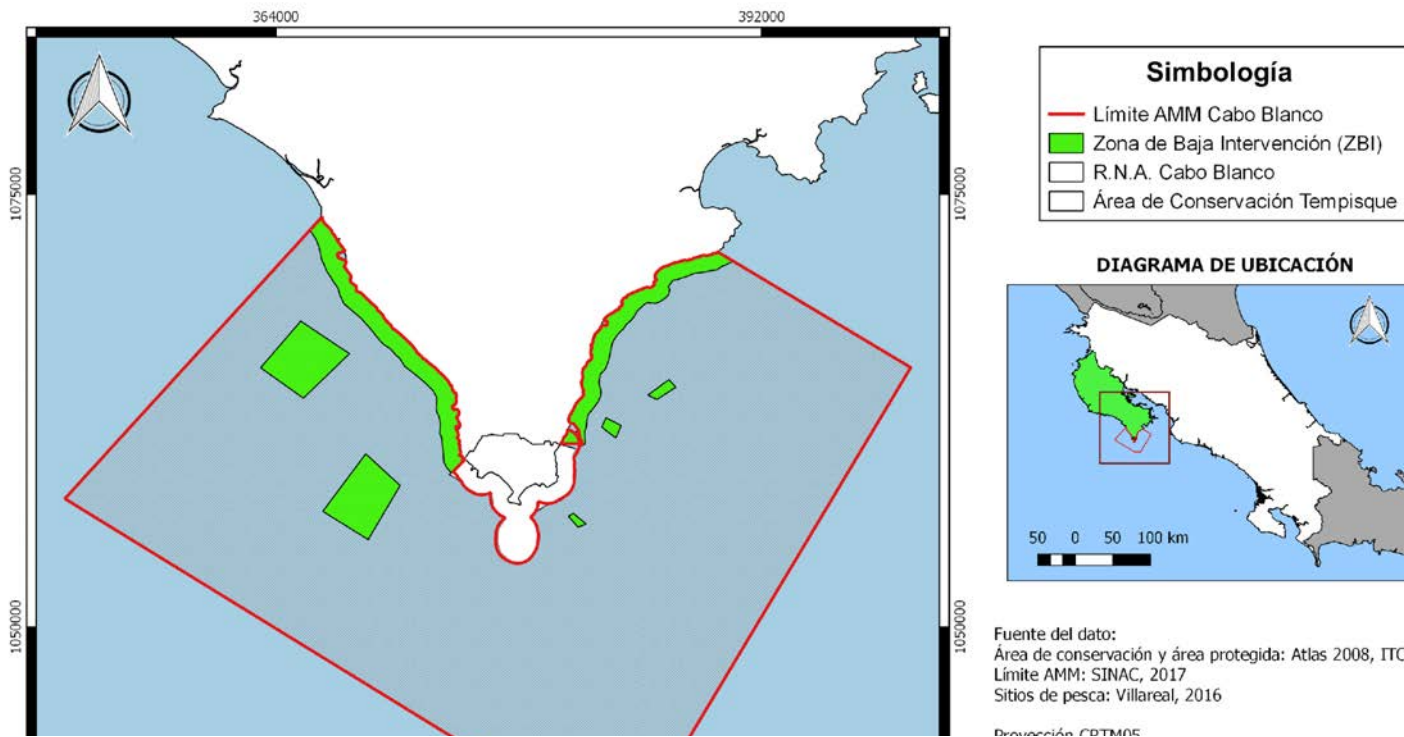 364000
392000
1075000
1075000
1050000
1050000
Simbología
Límite AMM Cabo Blanco
Zona de Baja Intervención (ZBI)
R.N.A. Cabo Blanco
Área de Conservación Tempisque
DIAGRAMA DE UBICACIÓN
50 0 50 100 km
Fuente del dato:
Área de conservación y área protegida: Atlas 2008, ITC
Límite AMM: SINAC, 2017
Sitios de pesca: Villareal, 2016
Proyección CRTM05